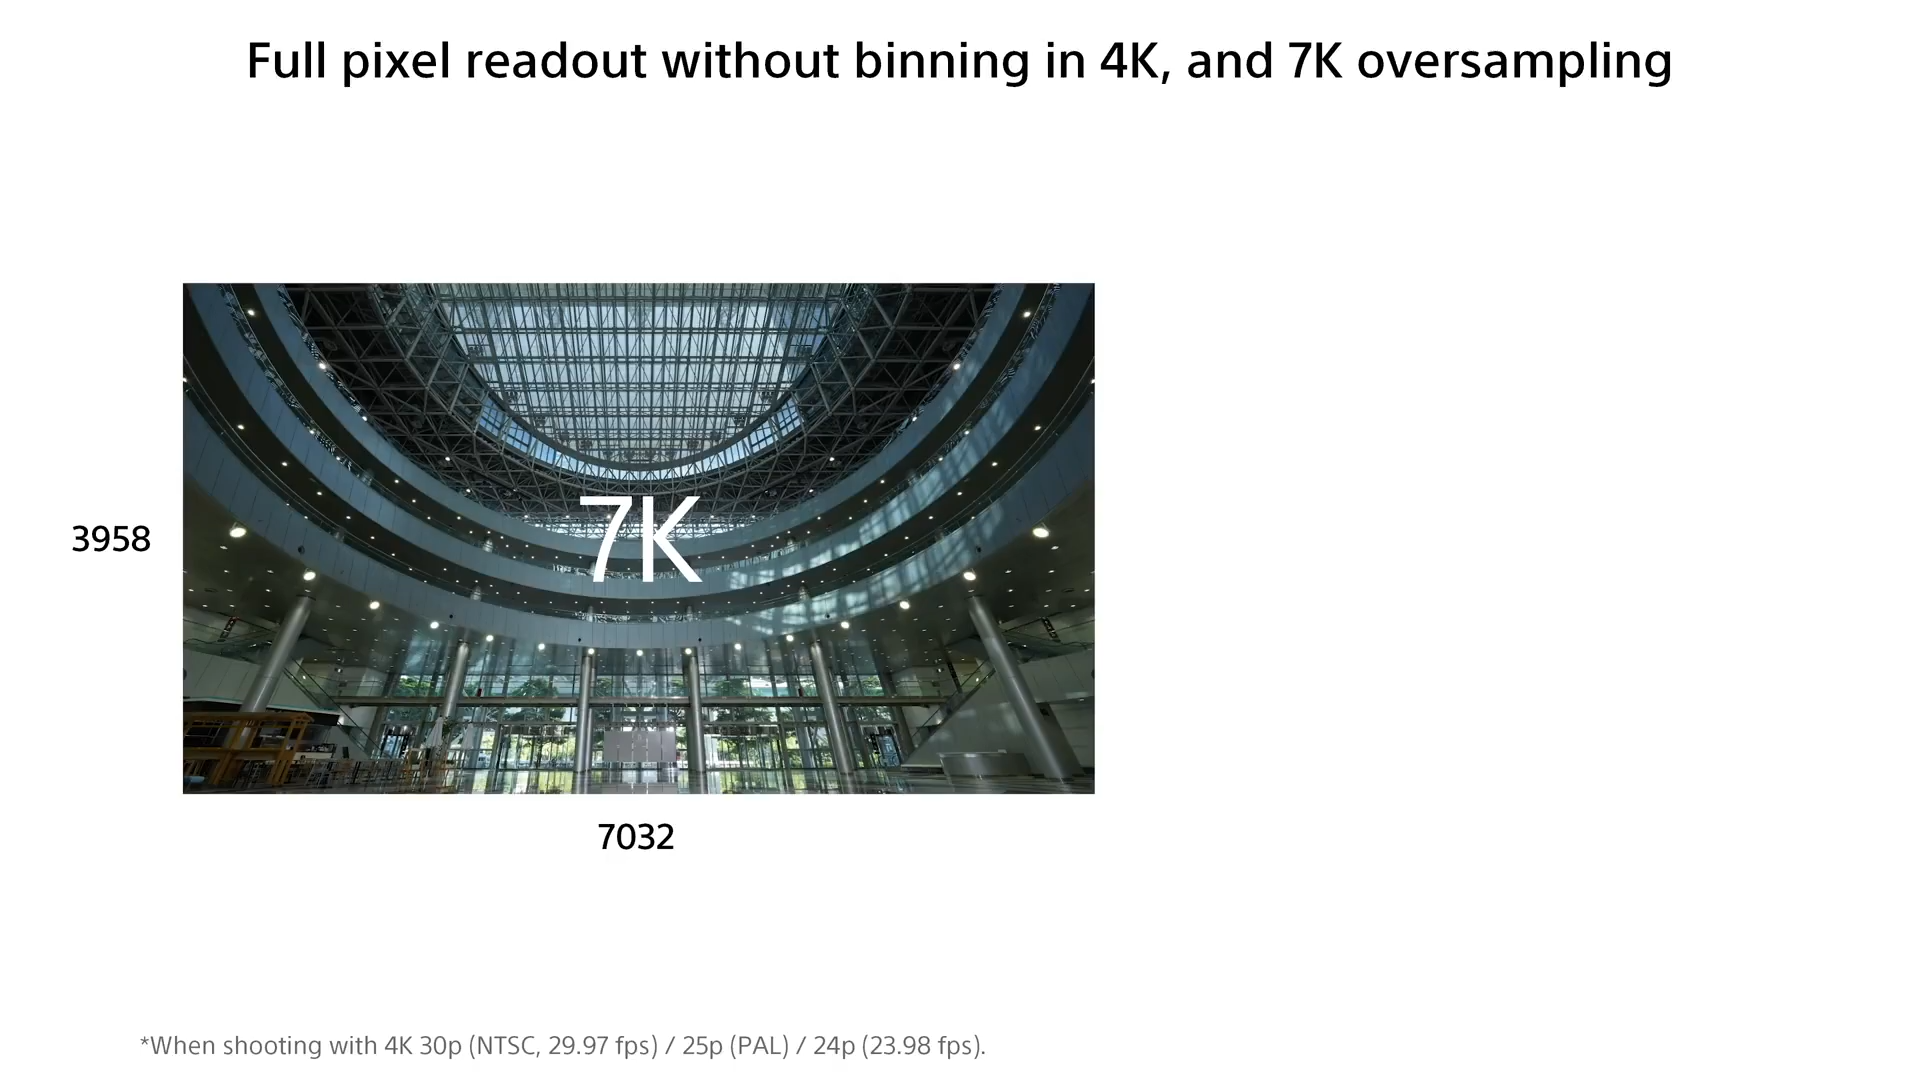 Full pixel readout without binning in 4K, and 7K oversampling
7K
3958
7032
*When shooting with 4K 30p (NTSC, 29.97 fps) / 25p (PAL) / 24p (23.98 fps).